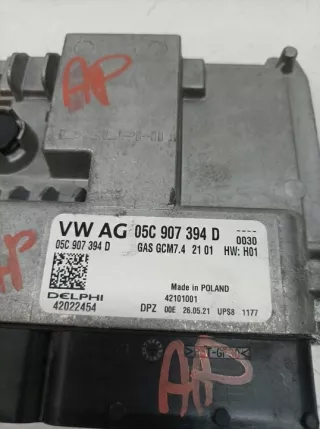 AP
DELPHI
VW AG 05C 907 394 D
05C 907 394 D GAS GCM7.4 21 01 HW: H01
0030
Made in POLAND
42101001
DELPHI
42022454
DPZ 00E 26.05.21 UPS8 1177
AP